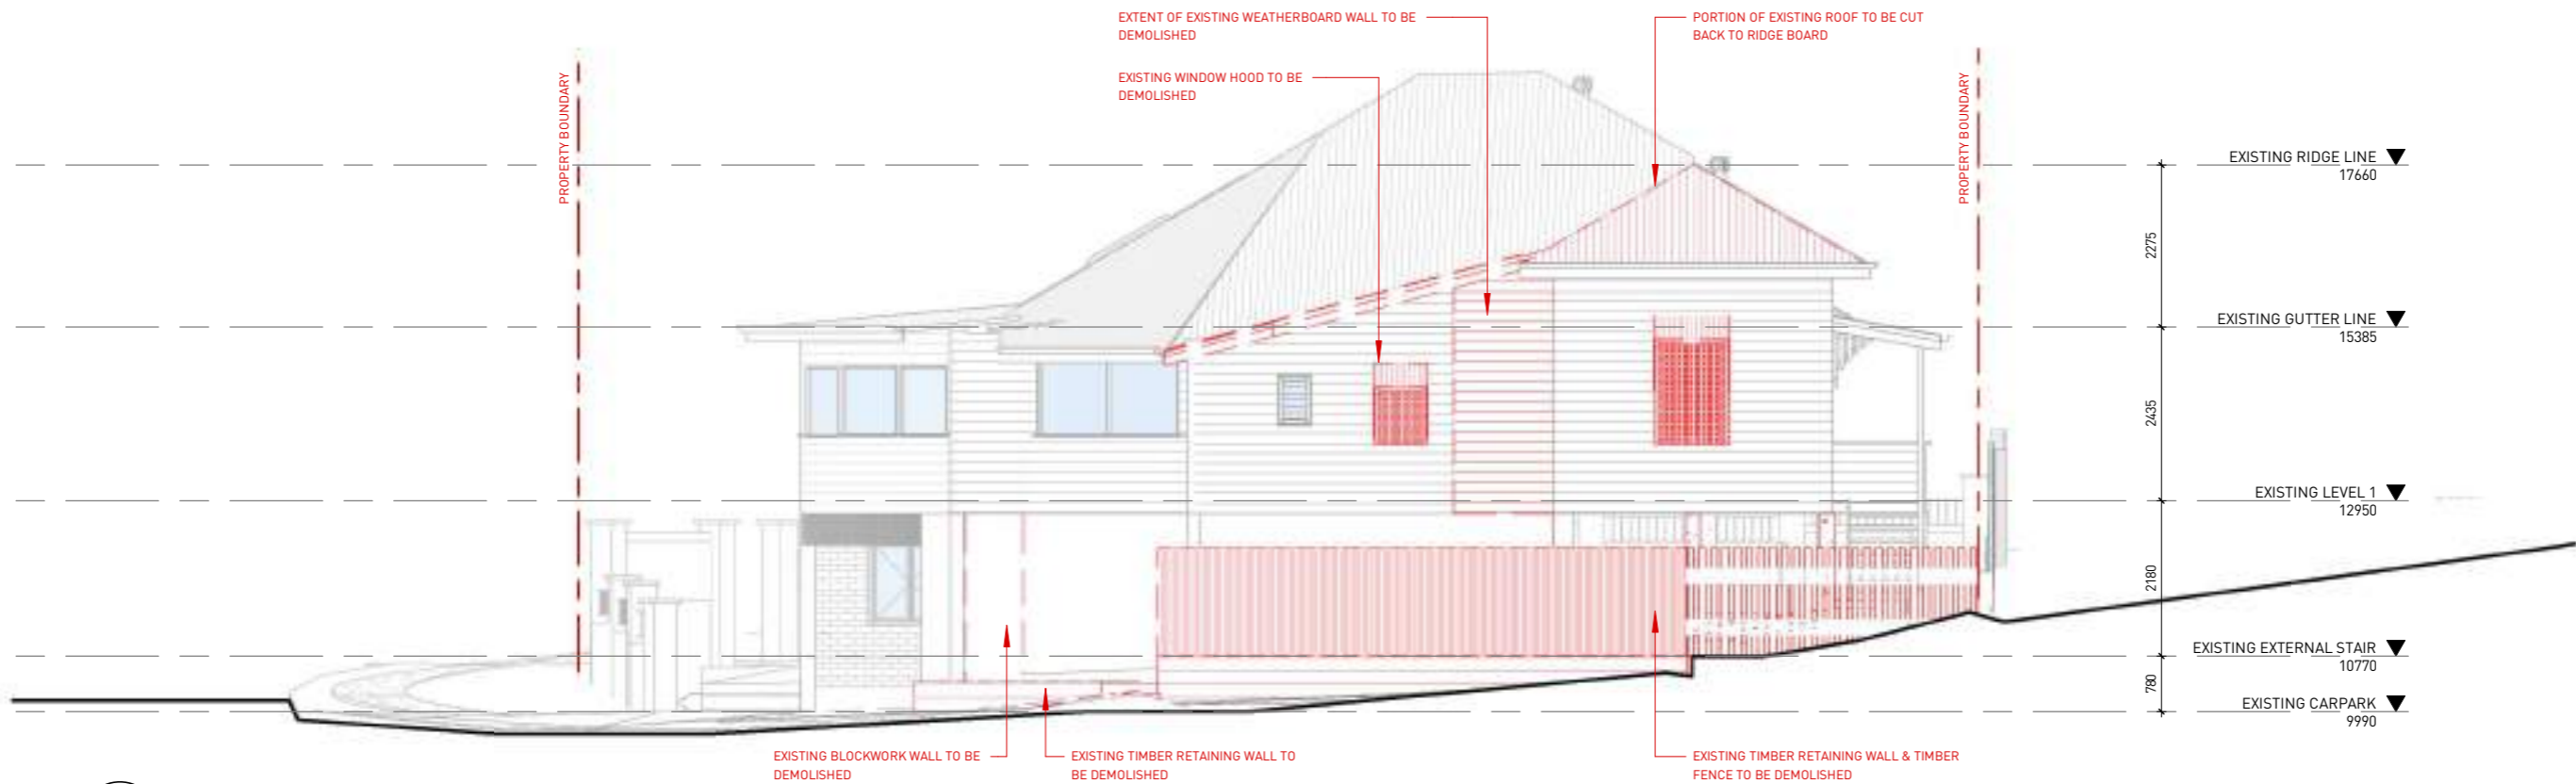 EXTENT OF EXISTING WEATHERBOARD WALL TO BE
DEMOLISHED
PORTION OF EXISTING ROOF TO BE CUT
BACK TO RIDGE BOARD
EXISTING WINDOW HOOD TO BE
DEMOLISHED
PROPERTY BOUNDARY
PROPERTY BOUNDARY
EXISTING RIDGE LINE
17660
2275
EXISTING GUTTER LINE
15385
2435
EXISTING LEVEL 1
12950
2180
EXISTING EXTERNAL STAIR
10770
780
EXISTING CARPARK
9990
EXISTING BLOCKWORK WALL TO BE
DEMOLISHED
EXISTING TIMBER RETAINING WALL TO
BE DEMOLISHED
EXISTING TIMBER RETAINING WALL & TIMBER
FENCE TO BE DEMOLISHED